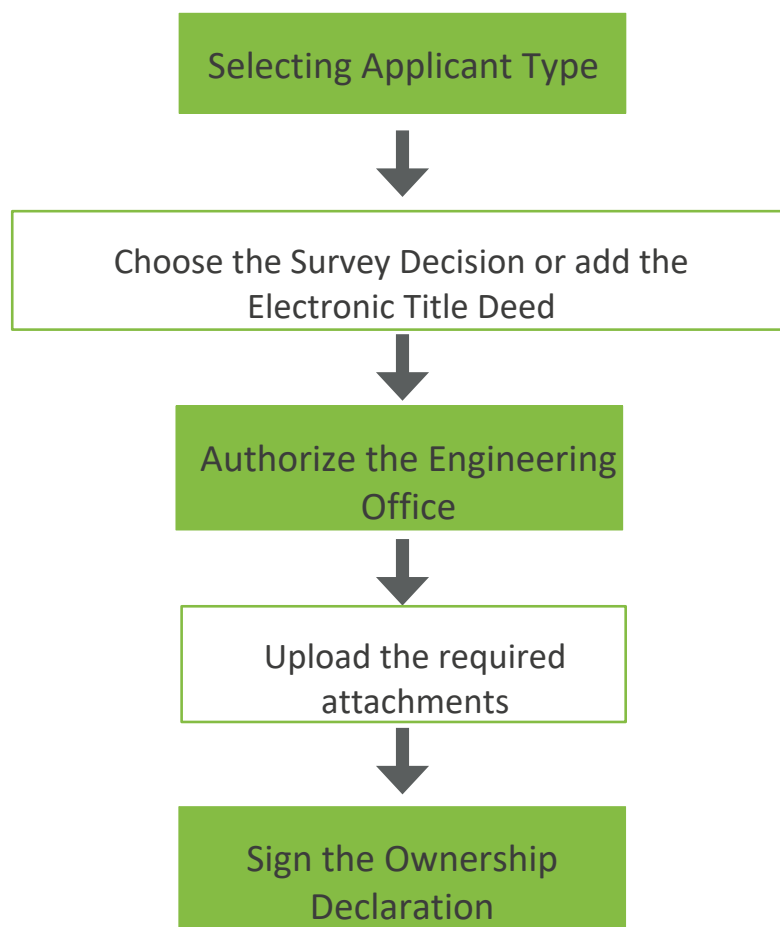 Selecting Applicant Type
Choose the Survey Decision or add the
Electronic Title Deed
Authorize the Engineering
Office
Upload the required
attachments
Sign the Ownership
Declaration